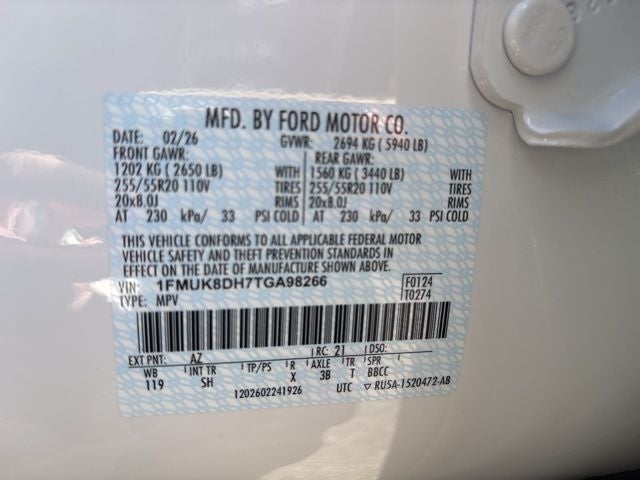 MFD. BY FORD MOTOR CO.
DATE: 02/26 GVWR: 2694 KG ( 5940 LB)
FRONT GAWR: REAR GAWR:
1202 KG ( 2650 LB) 1560 KG ( 3440 LB)
255/55R20 110V TIRES 255/55R20 110V TIRES
20x8.0J RIMS 20x8.0J RIMS
AT 230 kPa/ 33 PSI COLD AT 230 kPa/ 33 PSI COLD
THIS VEHICLE CONFORMS TO ALL APPLICABLE FEDERAL MOTOR
VEHICLE SAFETY AND THEFT PREVENTION STANDARDS IN
EFFECT ON THE DATE OF MANUFACTURE SHOWN ABOVE.
VIN: 1FMUK8DH7TGA98266 F0124
TYPE: MPV T0274
EXT PNT: AZ RC: 21 DSO:
WB INT TR TP/PS R AXLE TR SPR
119 SH X 3B T BBCC
1202602241926 UTC RU5A-1520472-AB